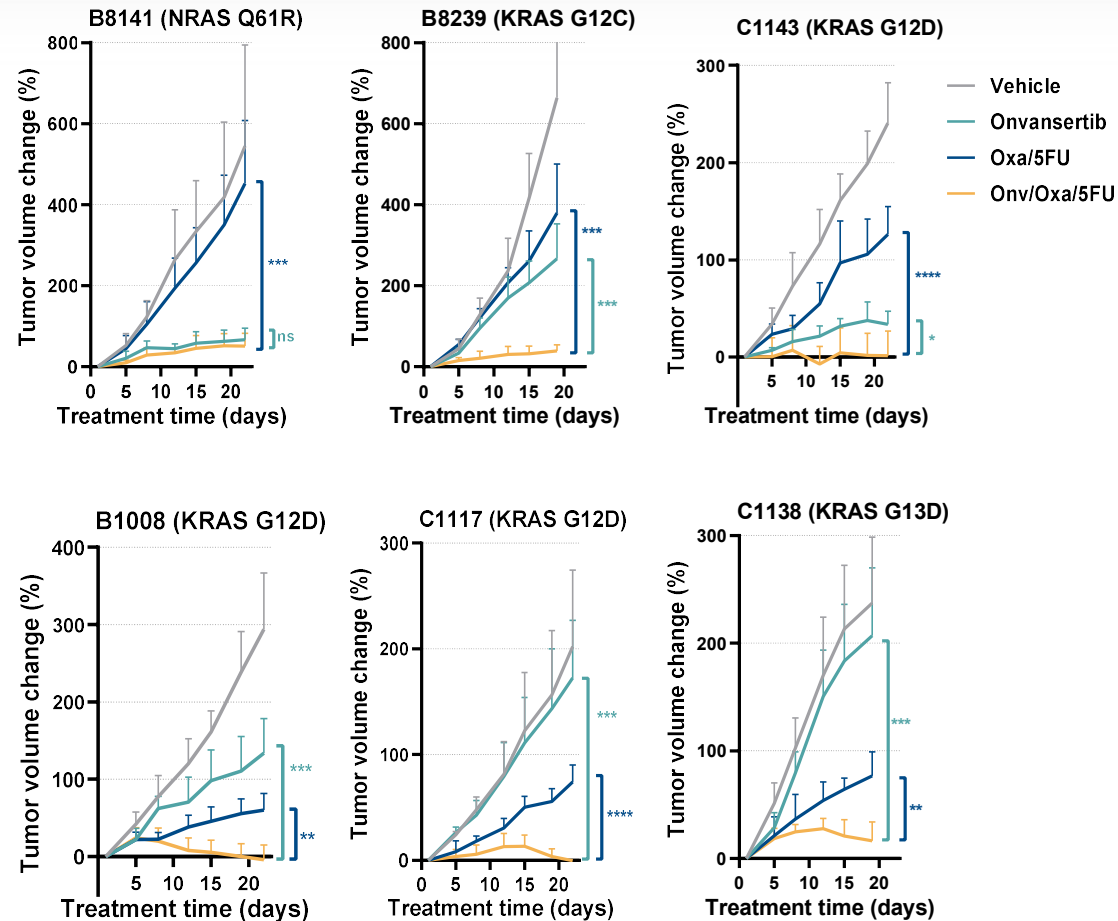 B8141 (NRAS Q61R)
Tumor volume change (%)
800
600
400
200
0
0 5 10 15 20
Treatment time (days)
***
ns
B8239 (KRAS G12C)
Tumor volume change (%)
800
600
400
200
0
0 5 10 15 20
Treatment time (days)
***
***
C1143 (KRAS G12D)
Tumor volume change (%)
300
200
100
0
5 10 15 20
Treatment time (days)
****
*
Vehicle
Onvansertib
Oxa/5FU
Onv/Oxa/5FU
B1008 (KRAS G12D)
Tumor volume change (%)
400
300
200
100
0
5 10 15 20
Treatment time (days)
***
**
C1117 (KRAS G12D)
Tumor volume change (%)
300
200
100
0
0 5 10 15 20
Treatment time (days)
***
****
C1138 (KRAS G13D)
Tumor volume change (%)
300
200
100
0
0 5 10 15 20
Treatment time (days)
***
**